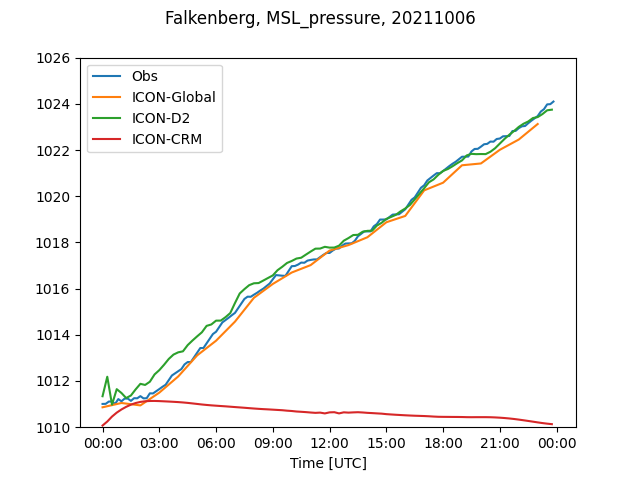 Falkenberg, MSL_pressure, 20211006
1026
1024
1022
1020
1018
1016
1014
1012
1010
Obs
ICON-Global
ICON-D2
ICON-CRM
00:00 03:00 06:00 09:00 12:00 15:00 18:00 21:00 00:00
Time [UTC]